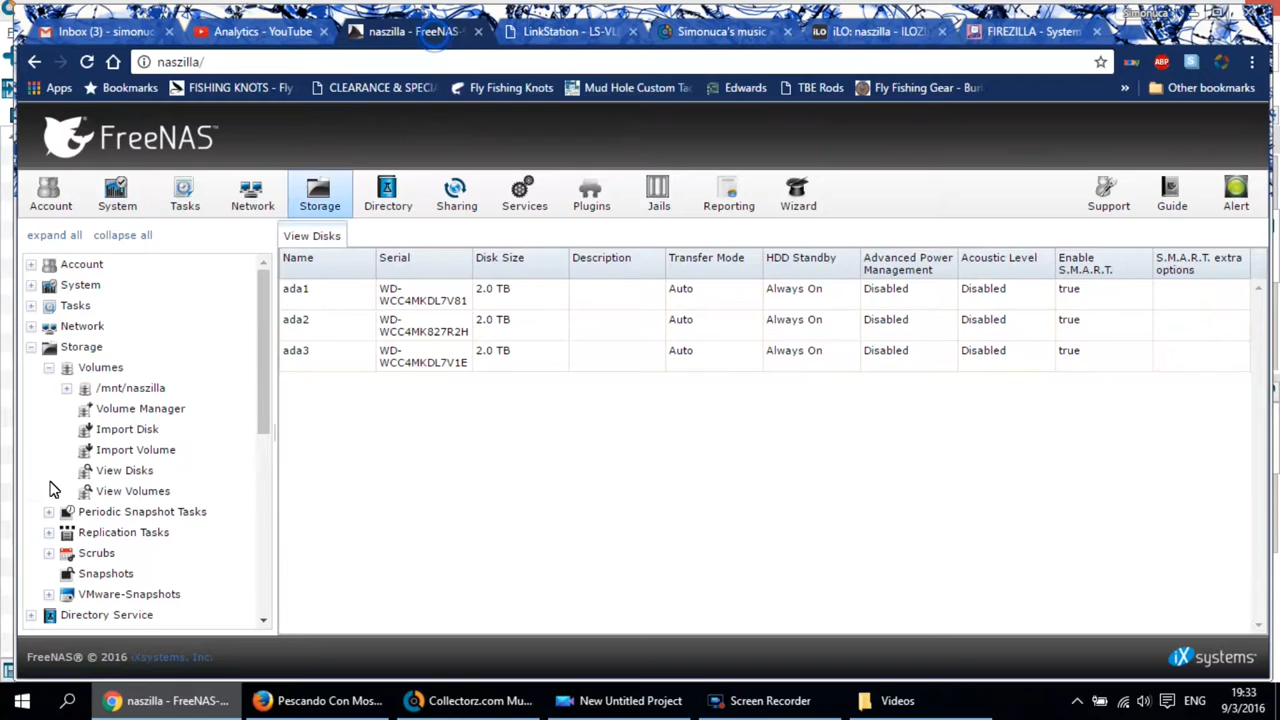 Simonuca
Inbox (3) - simonuc
Analytics - YouTube
naszilla - FreeNAS-
LinkStation - LS-VL
Simonuca's music
iLO: naszilla - ILOZ
FIREZILLA - System
naszilla/
Apps
Bookmarks
FISHING KNOTS - Fly
CLEARANCE & SPECIA
Fly Fishing Knots
Mud Hole Custom Ta
Edwards
TBE Rods
Fly Fishing Gear - Bur
»
Other bookmarks
FreeNAS™
Account
System
Tasks
Network
Storage
Directory
Sharing
Services
Plugins
Jails
Reporting
Wizard
Support
Guide
Alert
expand all collapse all
Account
System
Tasks
Network
Storage
Volumes
/mnt/naszilla
Volume Manager
Import Disk
Import Volume
View Disks
View Volumes
Periodic Snapshot Tasks
Replication Tasks
Scrubs
Snapshots
VMware-Snapshots
Directory Service
View Disks
Name Serial Disk Size Description Transfer Mode HDD Standby Advanced Power Management Acoustic Level Enable S.M.A.R.T. S.M.A.R.T. extra options
ada1 WD-WCC4MKDL7V81 2.0 TB Auto Always On Disabled Disabled true
ada2 WD-WCC4MK827R2H 2.0 TB Auto Always On Disabled Disabled true
ada3 WD-WCC4MKDL7V1E 2.0 TB Auto Always On Disabled Disabled true
FreeNAS® © 2016 iXsystems, Inc.
iXsystems
naszilla - FreeNAS-...
Pescando Con Mos...
Collectorz.com Mu...
New Untitled Project
Screen Recorder
Videos
ENG
19:33
9/3/2016